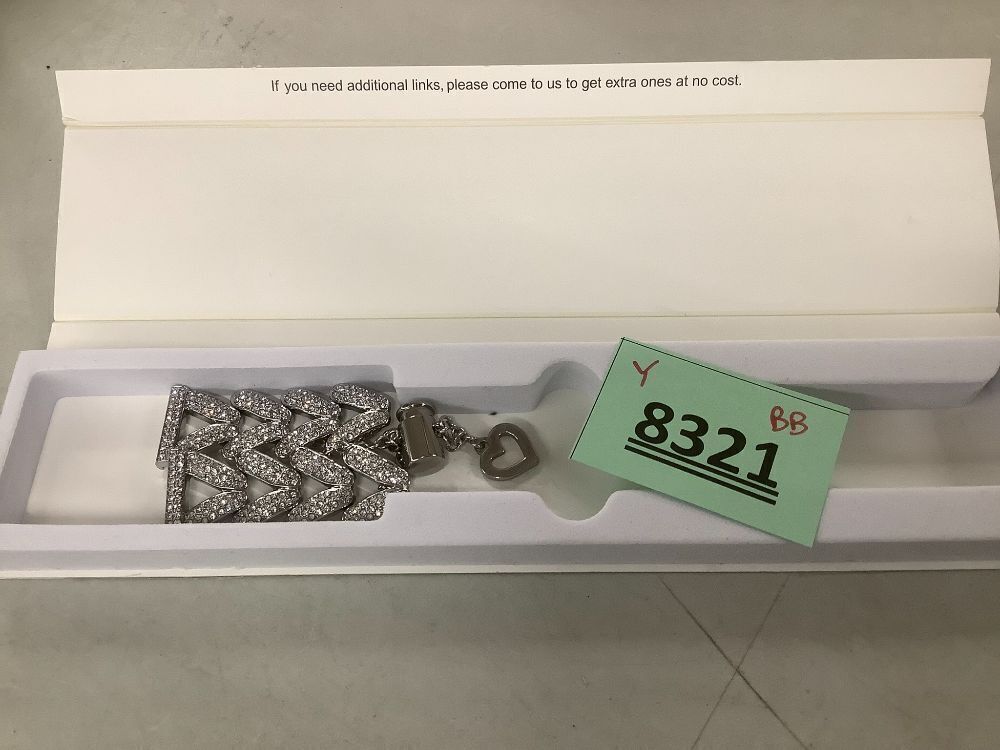 If you need additional links, please come to us to get extra ones at no cost.
Y
BB
8321